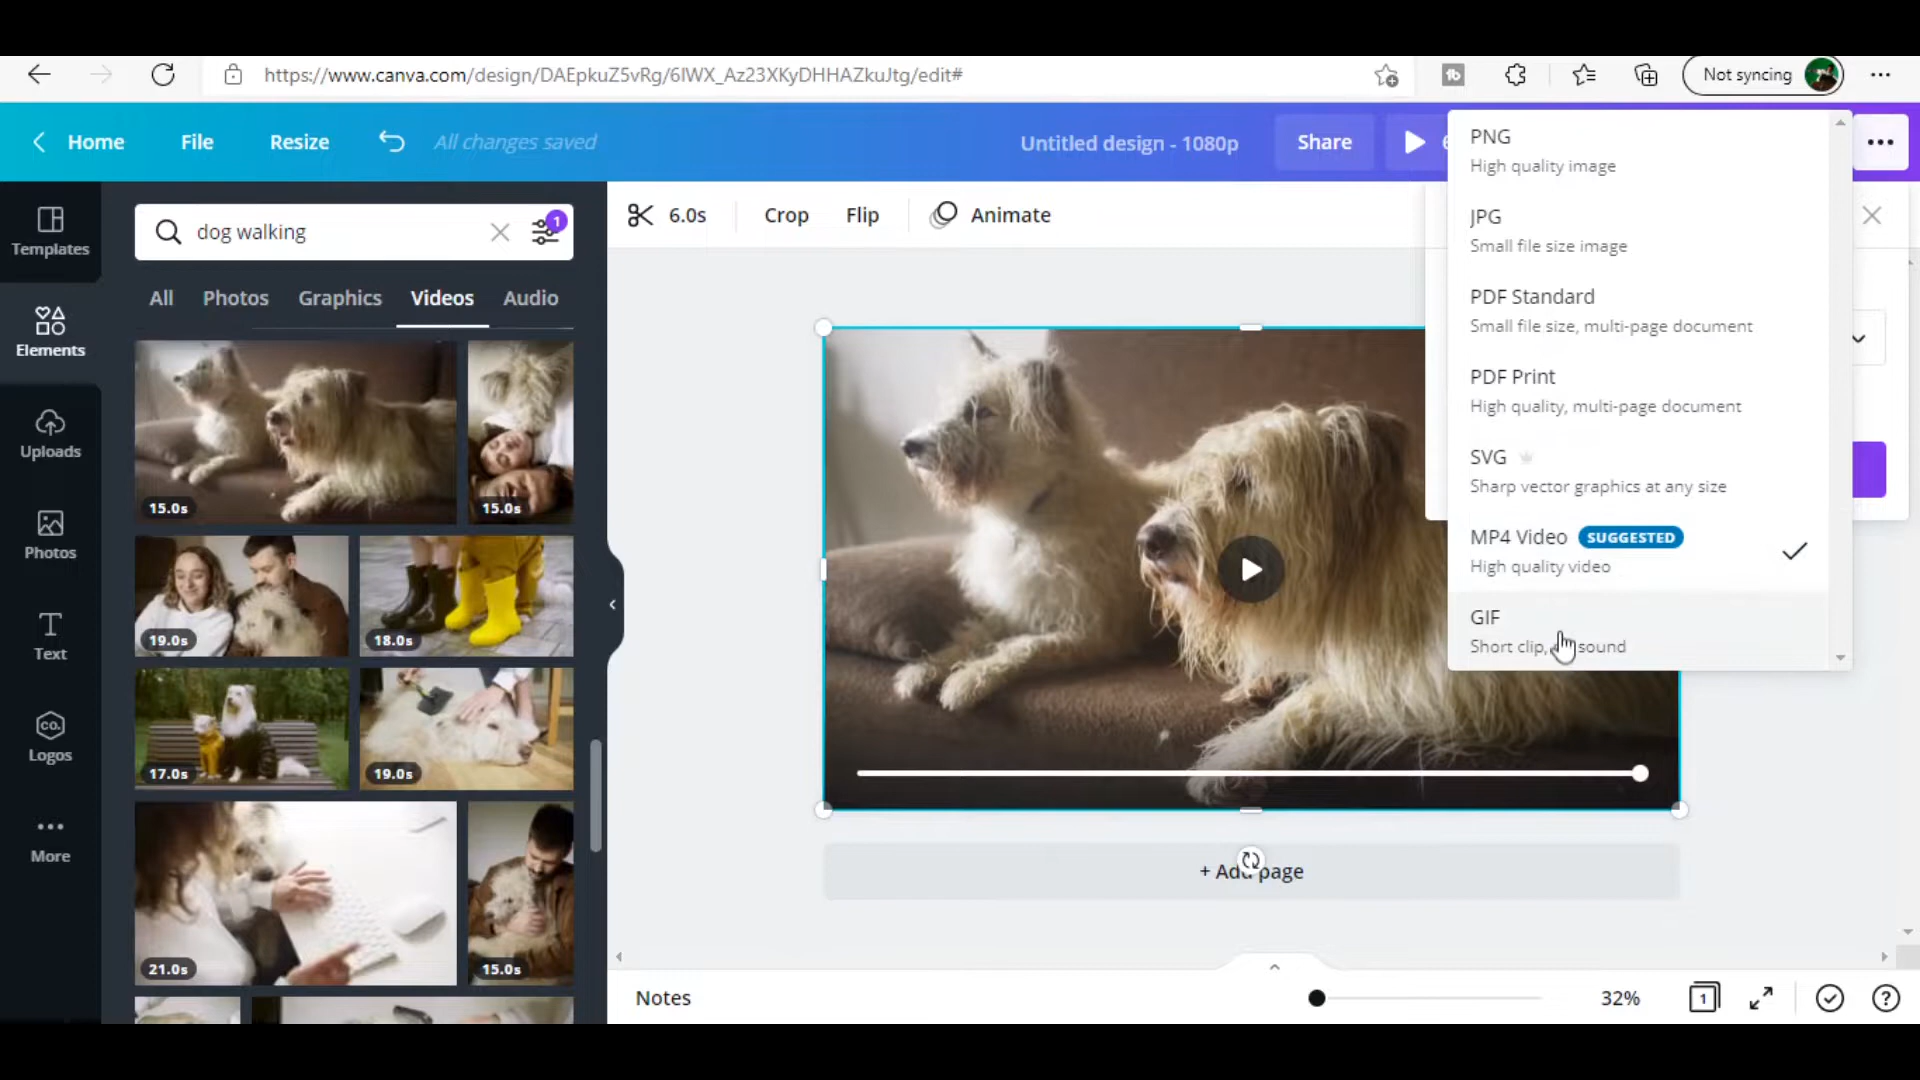 https://www.canva.com/design/DAEpkuZ5vRg/6IWX_Az23XKyDHHAZkuJtg/edit#
Not syncing
Home
File
Resize
All changes saved
Untitled design - 1080p
Share
Templates
Elements
Uploads
Photos
Text
Logos
CO.
More
dog walking
1
All
Photos
Graphics
Videos
Audio
15.0s
15.0s
19.0s
18.0s
17.0s
19.0s
21.0s
15.0s
6.0s
Crop
Flip
Animate
PNG
High quality image
JPG
Small file size image
PDF Standard
Small file size, multi-page document
PDF Print
High quality, multi-page document
SVG
Sharp vector graphics at any size
MP4 Video SUGGESTED
High quality video
GIF
Short clip, sound
+ Add page
Notes
32%
1